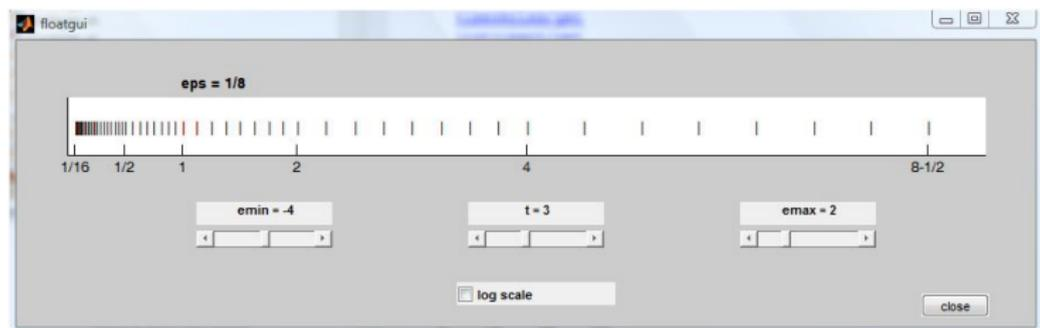 floatgui
eps = 1/8
1/16 1/2 1 2 4 8-1/2
emin = -4 t = 3 emax = 2
log scale
close